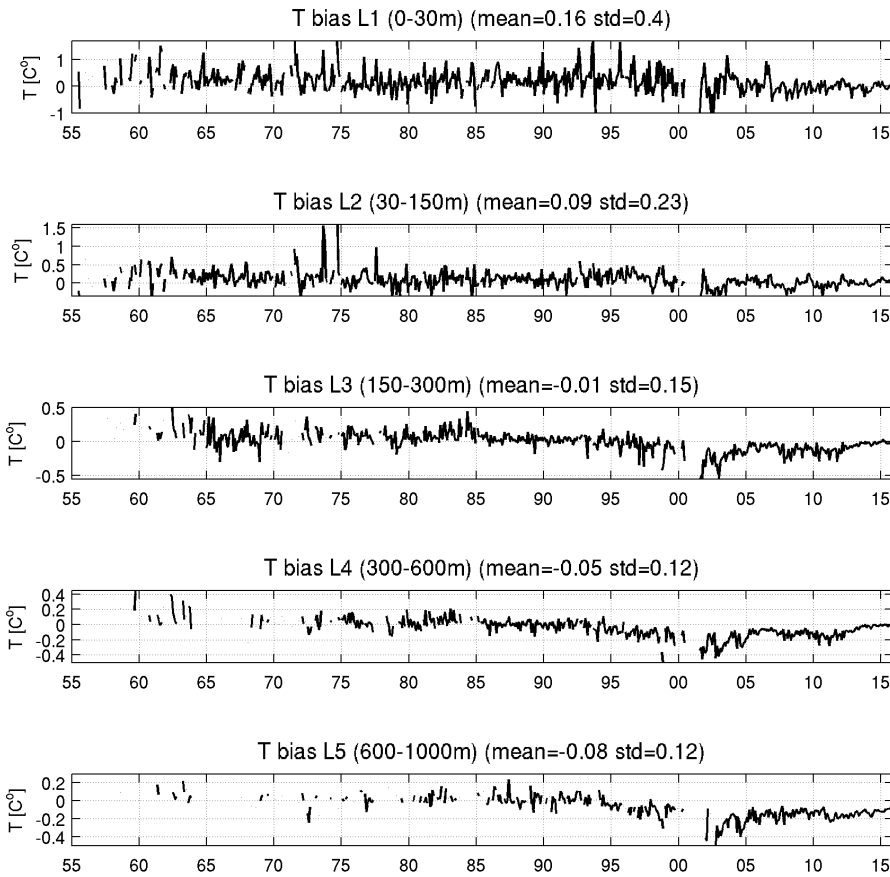 T bias L1 (0-30m) (mean=0.16 std=0.4)
T [C°]
1
0
-1
55 60 65 70 75 80 85 90 95 00 05 10 15
T bias L2 (30-150m) (mean=0.09 std=0.23)
T [C°]
1.5
1
0.5
0
55 60 65 70 75 80 85 90 95 00 05 10 15
T bias L3 (150-300m) (mean=-0.01 std=0.15)
T [C°]
0.5
0
-0.5
55 60 65 70 75 80 85 90 95 00 05 10 15
T bias L4 (300-600m) (mean=-0.05 std=0.12)
T [C°]
0.4
0.2
0
-0.2
-0.4
55 60 65 70 75 80 85 90 95 00 05 10 15
T bias L5 (600-1000m) (mean=-0.08 std=0.12)
T [C°]
0.2
0
-0.2
-0.4
55 60 65 70 75 80 85 90 95 00 05 10 15